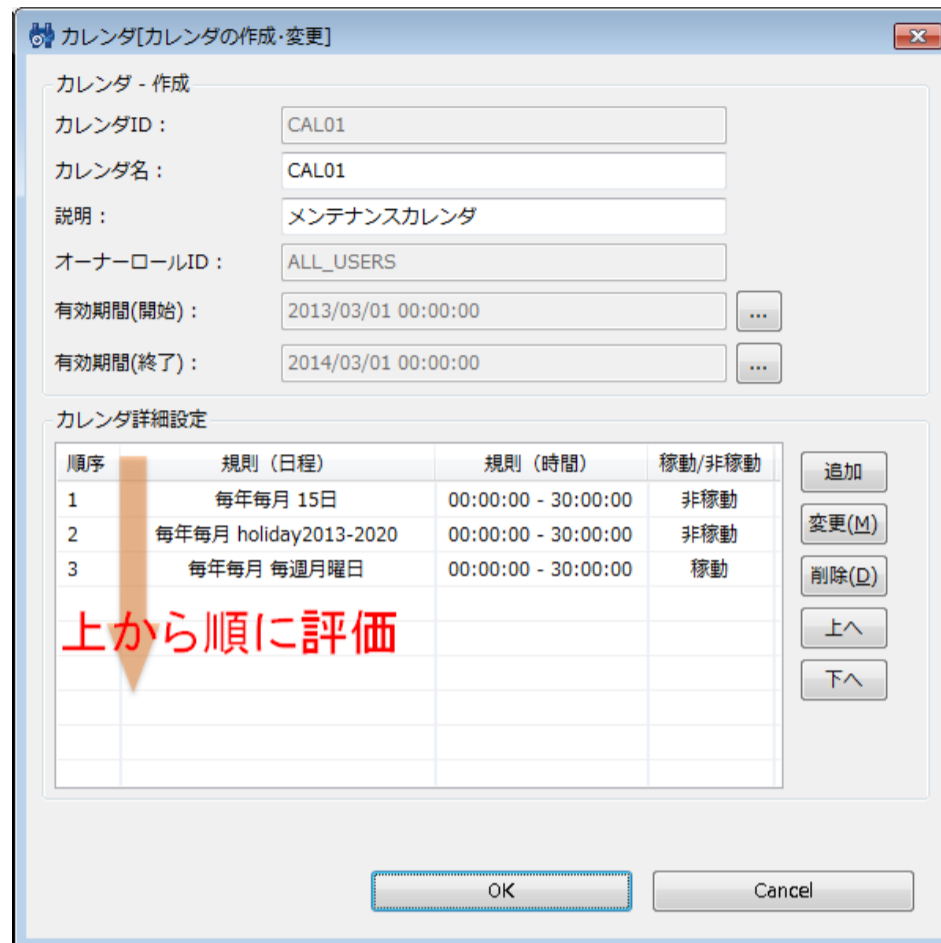 カレンダ[カレンダの作成・変更]
カレンダ - 作成
カレンダID： CAL01
カレンダ名： CAL01
説明： メンテナンスカレンダ
オーナーロールID： ALL_USERS
有効期間(開始)： 2013/03/01 00:00:00 ...
有効期間(終了)： 2014/03/01 00:00:00 ...
カレンダ詳細設定
順序 規則（日程） 規則（時間） 稼動/非稼動
1 毎年毎月 15日 00:00:00 - 30:00:00 非稼動
2 毎年毎月 holiday2013-2020 00:00:00 - 30:00:00 非稼動
3 毎年毎月 毎週月曜日 00:00:00 - 30:00:00 稼動
上から順に評価
追加
変更(M)
削除(D)
上へ
下へ
OK Cancel